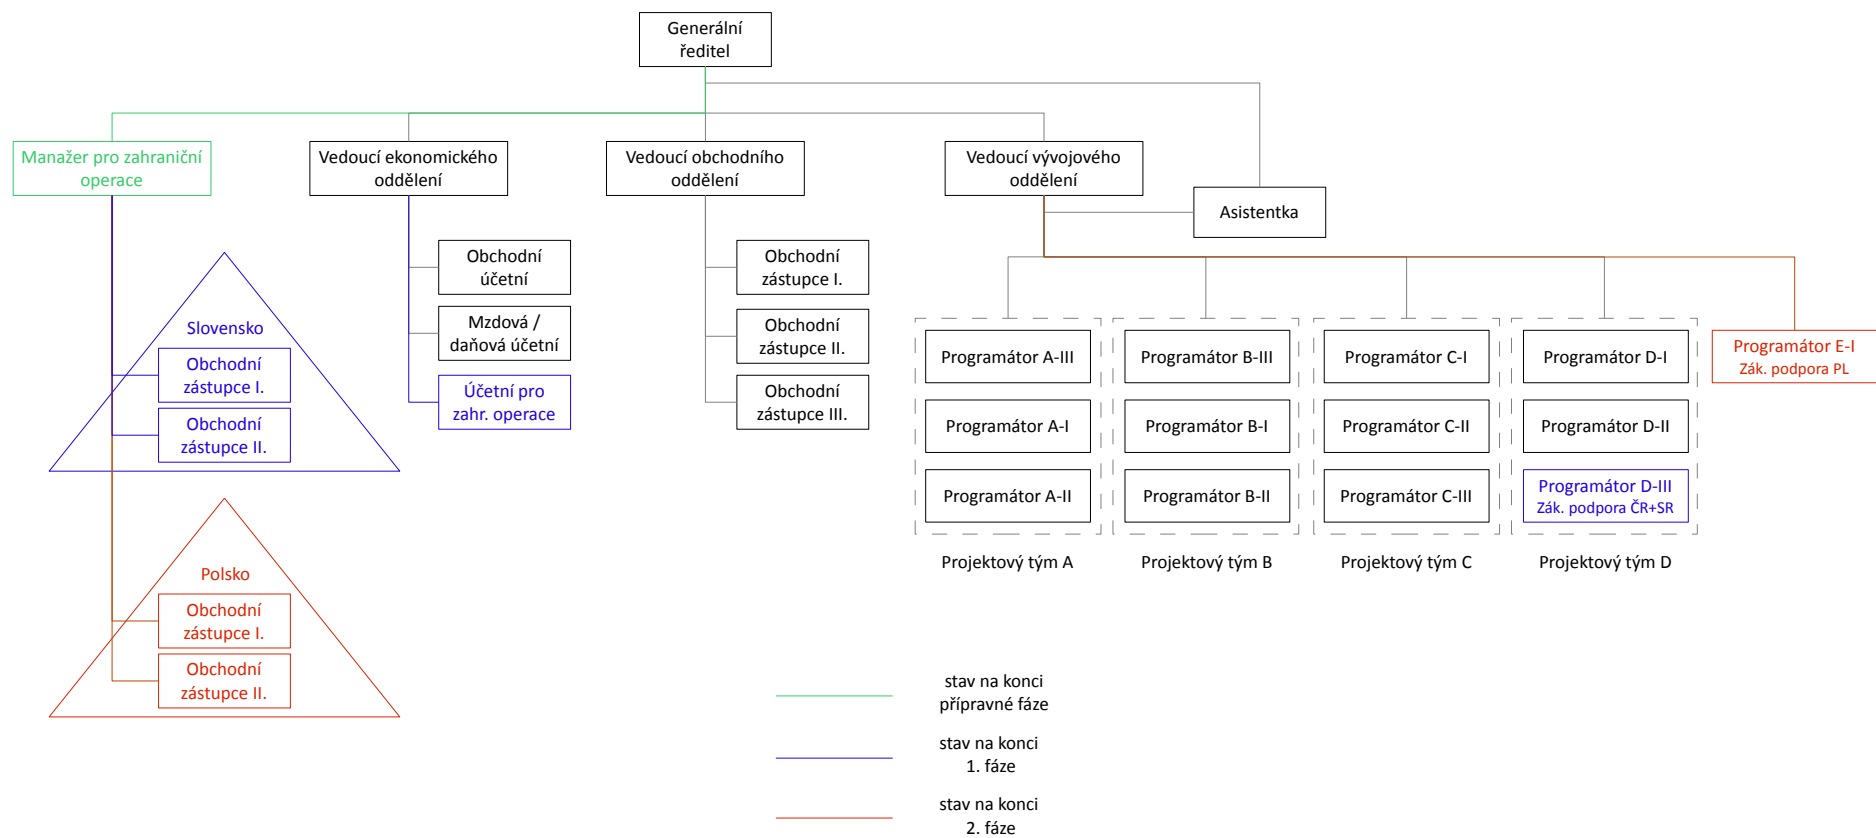 Generální
ředitel
Manažer pro zahraniční
operace
Vedoucí ekonomického
oddělení
Vedoucí obchodního
oddělení
Vedoucí vývojového
oddělení
Asistentka
Slovensko
Obchodní
zástupce I.
Obchodní
zástupce II.
Polsko
Obchodní
zástupce I.
Obchodní
zástupce II.
Obchodní
účetní
Mzdová /
daňová účetní
Účetní pro
zahr. operace
Obchodní
zástupce I.
Obchodní
zástupce II.
Obchodní
zástupce III.
Programátor A-III
Programátor A-I
Programátor A-II
Projektový tým A
Programátor B-III
Programátor B-I
Programátor B-II
Projektový tým B
Programátor C-I
Programátor C-II
Programátor C-III
Projektový tým C
Programátor D-I
Programátor D-II
Programátor D-III
Zák. podpora ČR+SR
Projektový tým D
Programátor E-I
Zák. podpora PL
stav na konci
přípravné fáze
stav na konci
1. fáze
stav na konci
2. fáze